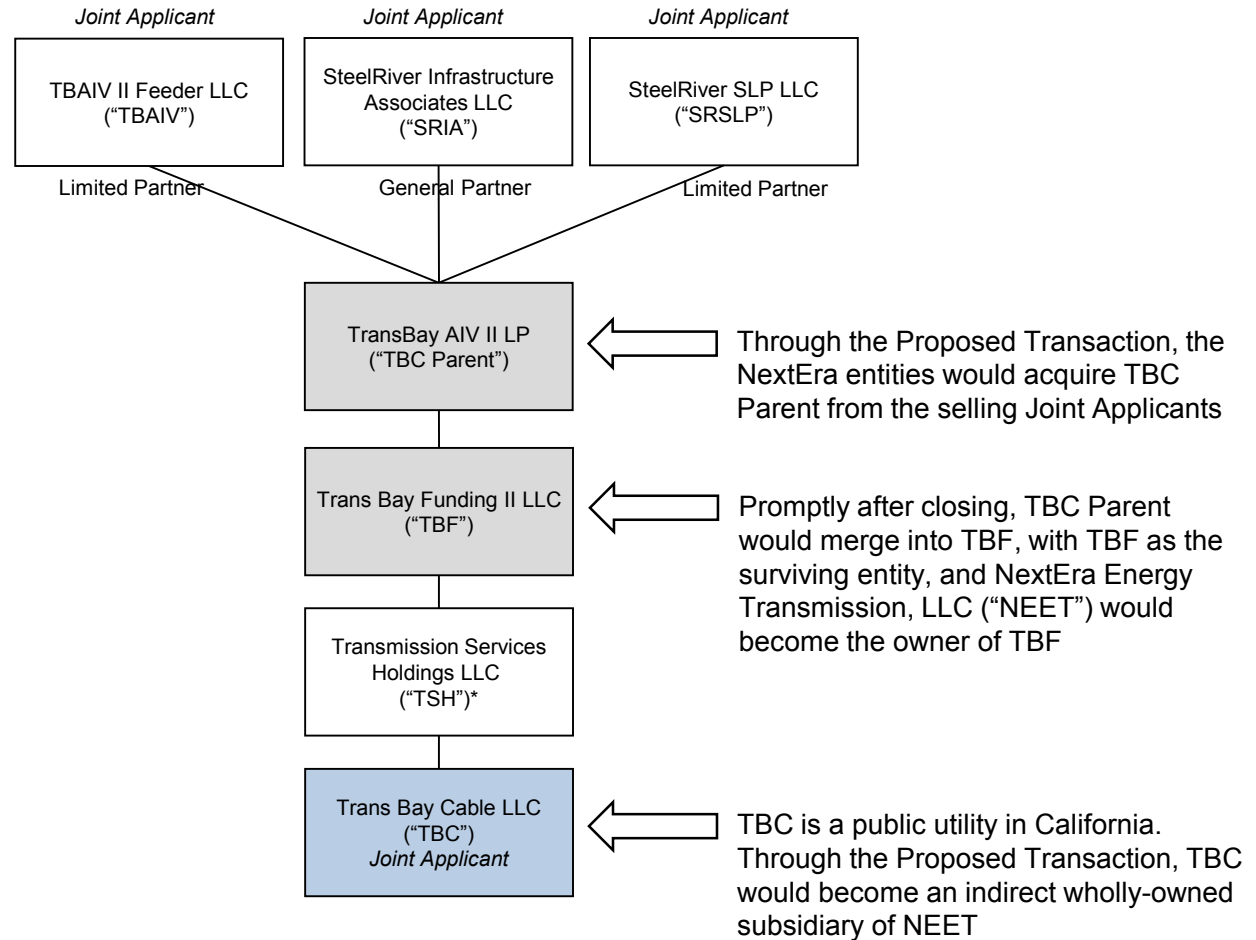 Joint Applicant
Joint Applicant
Joint Applicant
TBAIV II Feeder LLC
(“TBAIV”)
SteelRiver Infrastructure
Associates LLC
(“SRIA”)
SteelRiver SLP LLC
(“SRSLP”)
Limited Partner
General Partner
Limited Partner
TransBay AIV II LP
(“TBC Parent”)
Through the Proposed Transaction, the
NextEra entities would acquire TBC
Parent from the selling Joint Applicants
Trans Bay Funding II LLC
(“TBF”)
Promptly after closing, TBC Parent
would merge into TBF, with TBF as the
surviving entity, and NextEra Energy
Transmission, LLC (“NEET”) would
become the owner of TBF
Transmission Services
Holdings LLC
(“TSH”)*
Trans Bay Cable LLC
(“TBC”)
Joint Applicant
TBC is a public utility in California.
Through the Proposed Transaction, TBC
would become an indirect wholly-owned
subsidiary of NEET